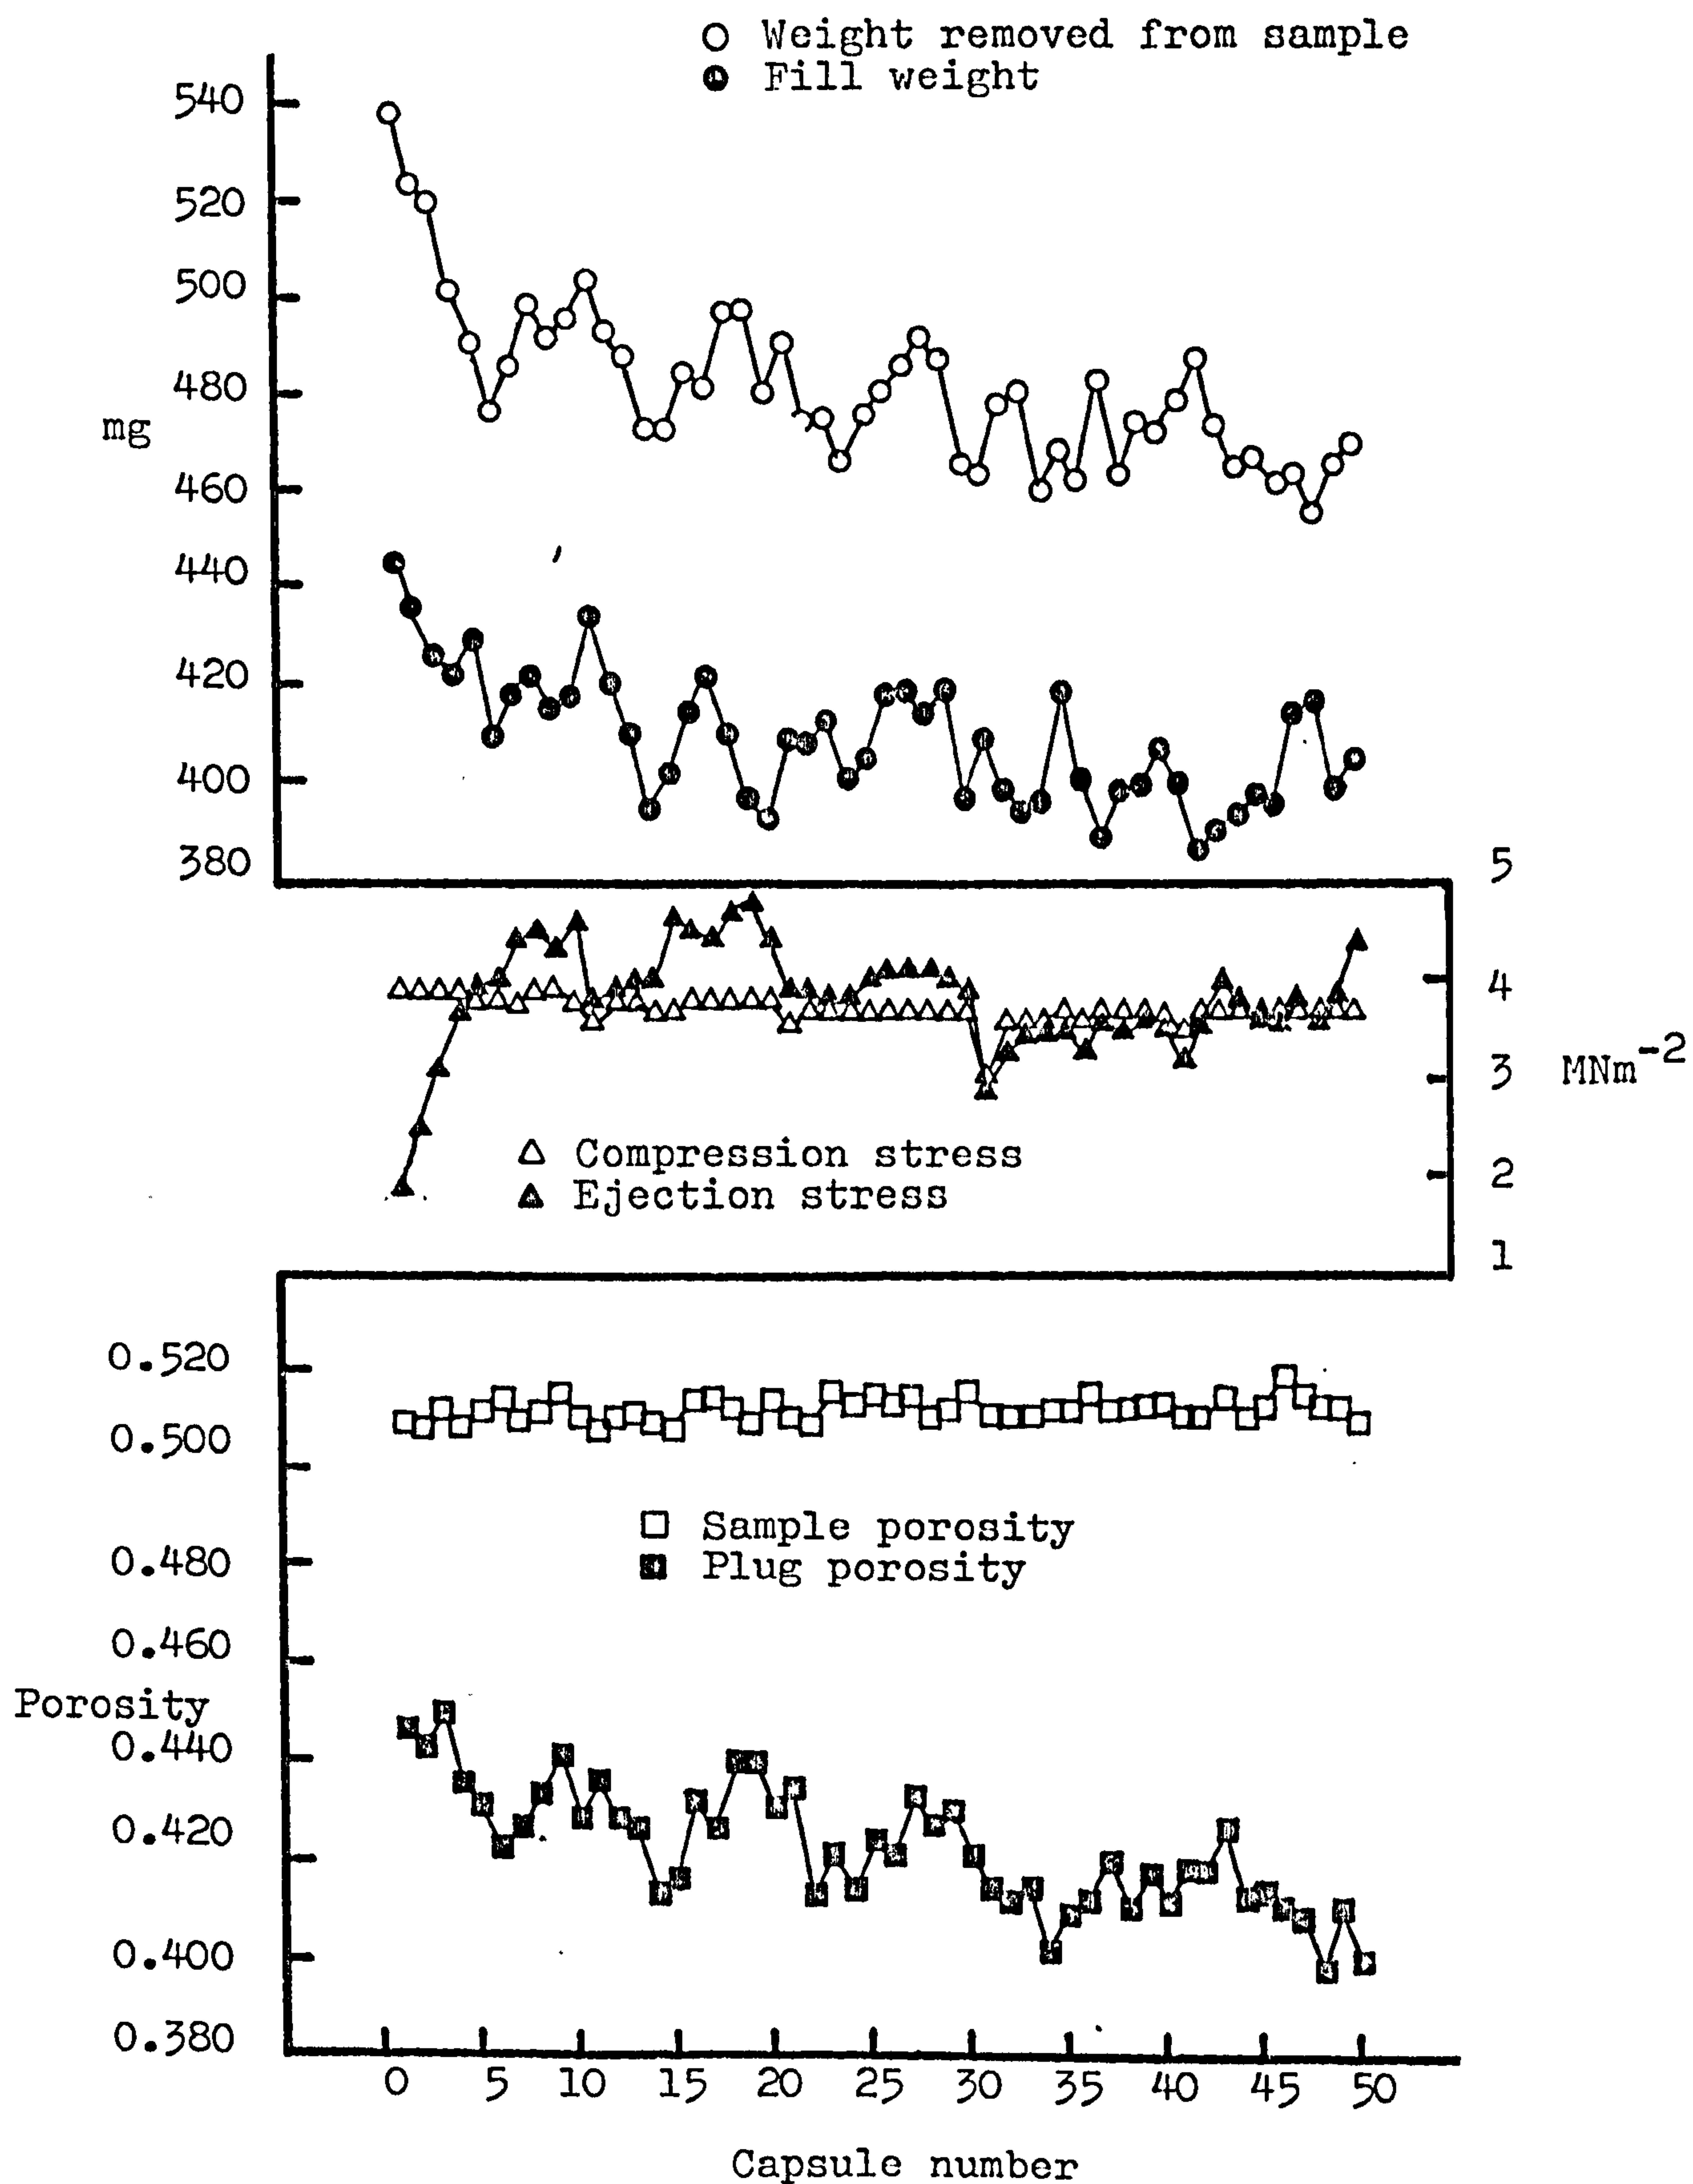 Weight removed from sample
Fill weight
540
520
500
480
mg
460
440
420
400
380
5
4
3
MNm-2
2
1
Compression stress
Ejection stress
0.520
0.500
Sample porosity
Plug porosity
0.480
0.460
Porosity
0.440
0.420
0.400
0.380
0 5 10 15 20 25 30 35 40 45 50
Capsule number